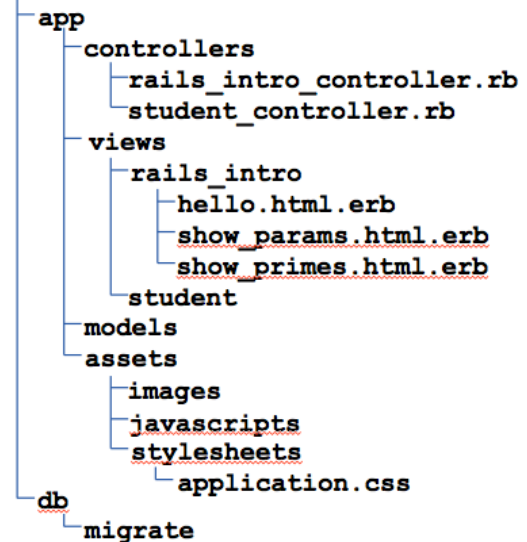 app
controllers
rails_intro_controller.rb
student_controller.rb
views
rails_intro
hello.html.erb
show_params.html.erb
show_primes.html.erb
student
models
assets
images
javascripts
stylesheets
application.css
db
migrate